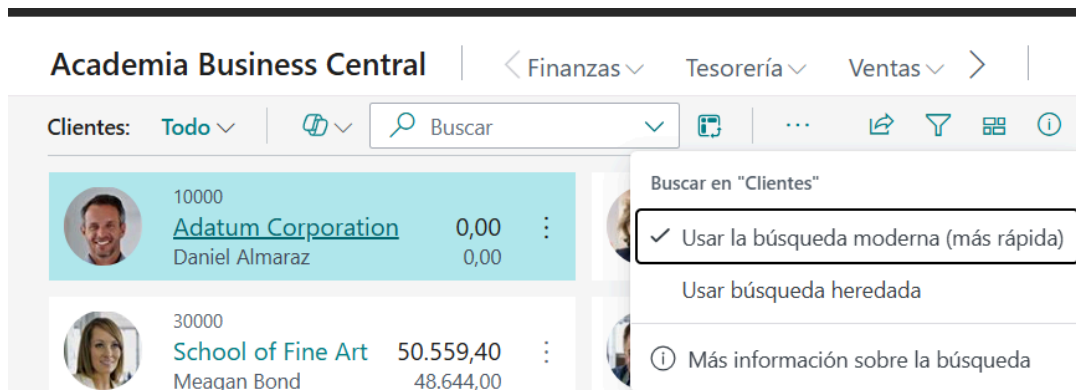 Academia Business Central
Finanzas
Tesorería
Ventas
Clientes:
Todo
Buscar
Buscar en "Clientes"
Usar la búsqueda moderna (más rápida)
Usar búsqueda heredada
Más información sobre la búsqueda
10000
Adatum Corporation
0,00
Daniel Almaraz
0,00
30000
School of Fine Art
50.559,40
Meagan Bond
48.644,00